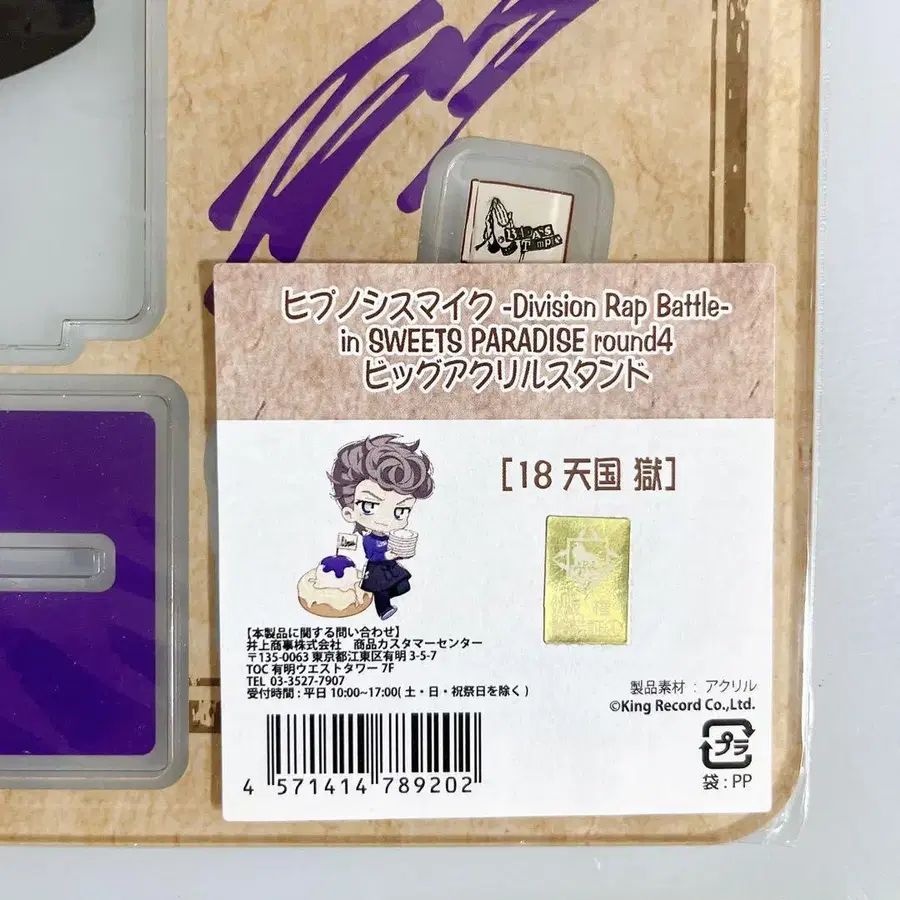 Bad Ass
Temple
ヒプノシスマイク -Division Rap Battle-
in SWEETS PARADISE round4
ビッグアクリルスタンド
[18 天国 獄]
【本製品に関する問い合わせ】
井上商事株式会社 商品カスタマーセンター
〒135-0063 東京都江東区有明 3-5-7
TOC 有明ウエストタワー 7F
TEL 03-3527-7907
受付時間 : 平日 10:00~17:00( 土・日・祝祭日を除く )
製品素材 : アクリル
©King Record Co.,Ltd.
プラ
袋 : PP
4 571414 789202